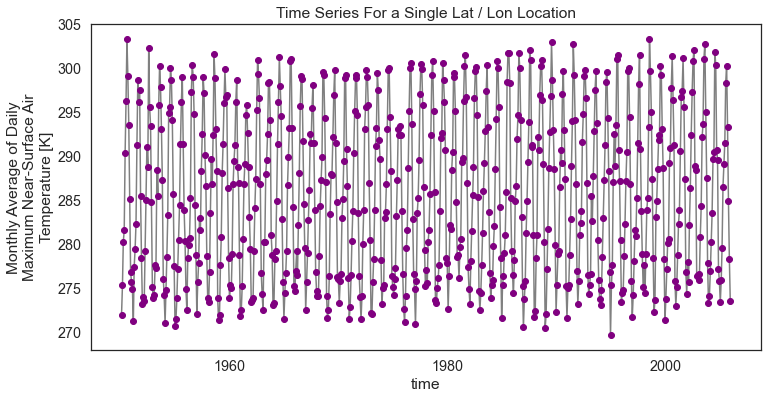 Time Series For a Single Lat / Lon Location
Monthly Average of Daily
Maximum Near-Surface Air
Temperature [K]
305
300
295
290
285
280
275
270
1960
1980
2000
time